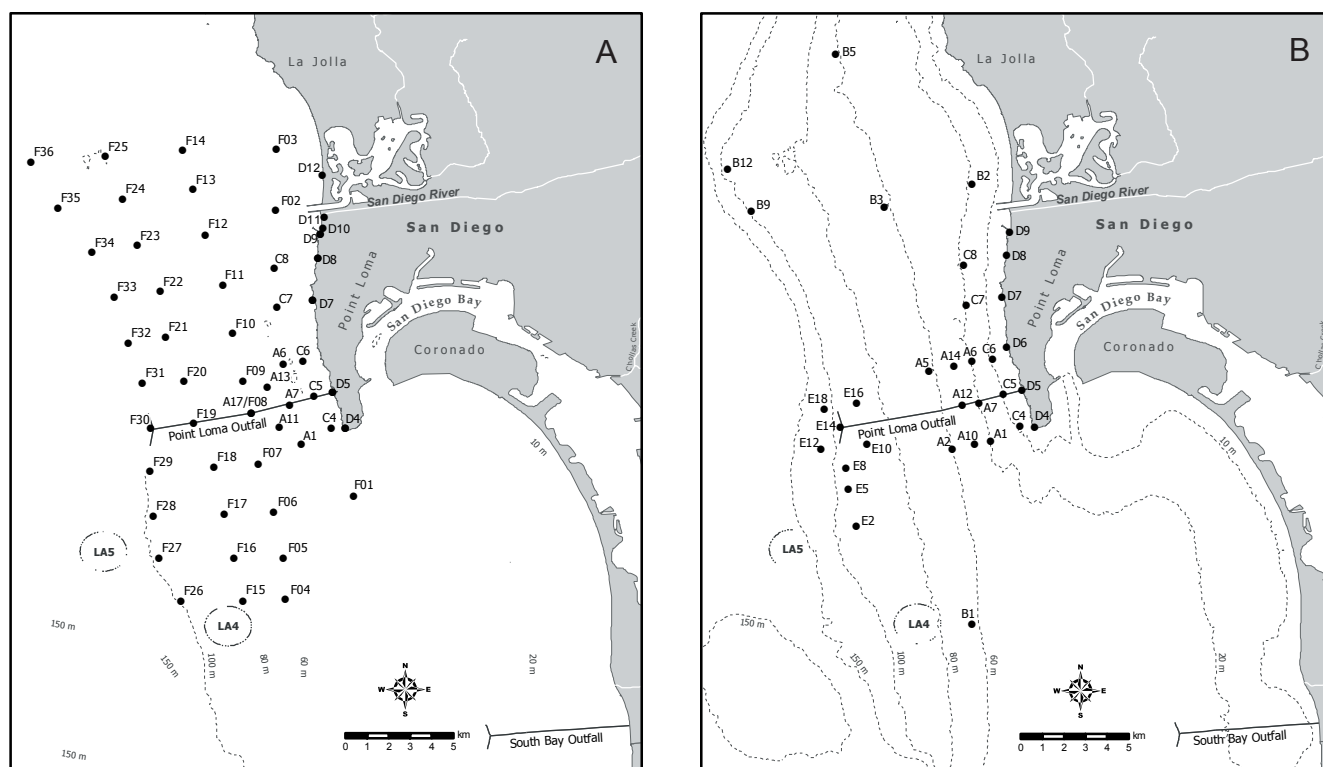 A
La Jolla
F36
F25
F14
F03
D12
F35
F24
F13
F02
San Diego River
D11
F34
F23
F12
D10
D9
San Diego
C8
D8
F33
F22
F11
C7
D7
Point Loma
San Diego Bay
F32
F21
F10
A6
C6
Coronado
Chollas Creek
F31
F20
F09
A13
A7
C5
D5
F30
F19
A17/F08
Point Loma Outfall
A11
C4
D4
A1
10 m
F29
F18
F07
F01
F28
F17
F06
LA5
F27
F16
F05
F26
F15
F04
LA4
150 m
150 m
100 m
80 m
60 m
20 m
N
W
E
S
km
0 1 2 3 4 5
South Bay Outfall
150 m
B
B5
La Jolla
B12
B2
San Diego River
B9
B3
D9
San Diego
C8
D8
C7
D7
Point Loma
San Diego Bay
D6
A5
A14
A6
C6
Coronado
Chollas Creek
E18
E16
A12
A7
C5
D5
E14
Point Loma Outfall
C4
D4
E12
E10
A2
A10
A1
10 m
E8
E5
E2
LA5
B1
LA4
150 m
150 m
100 m
80 m
60 m
20 m
N
W
E
S
km
0 1 2 3 4 5
South Bay Outfall